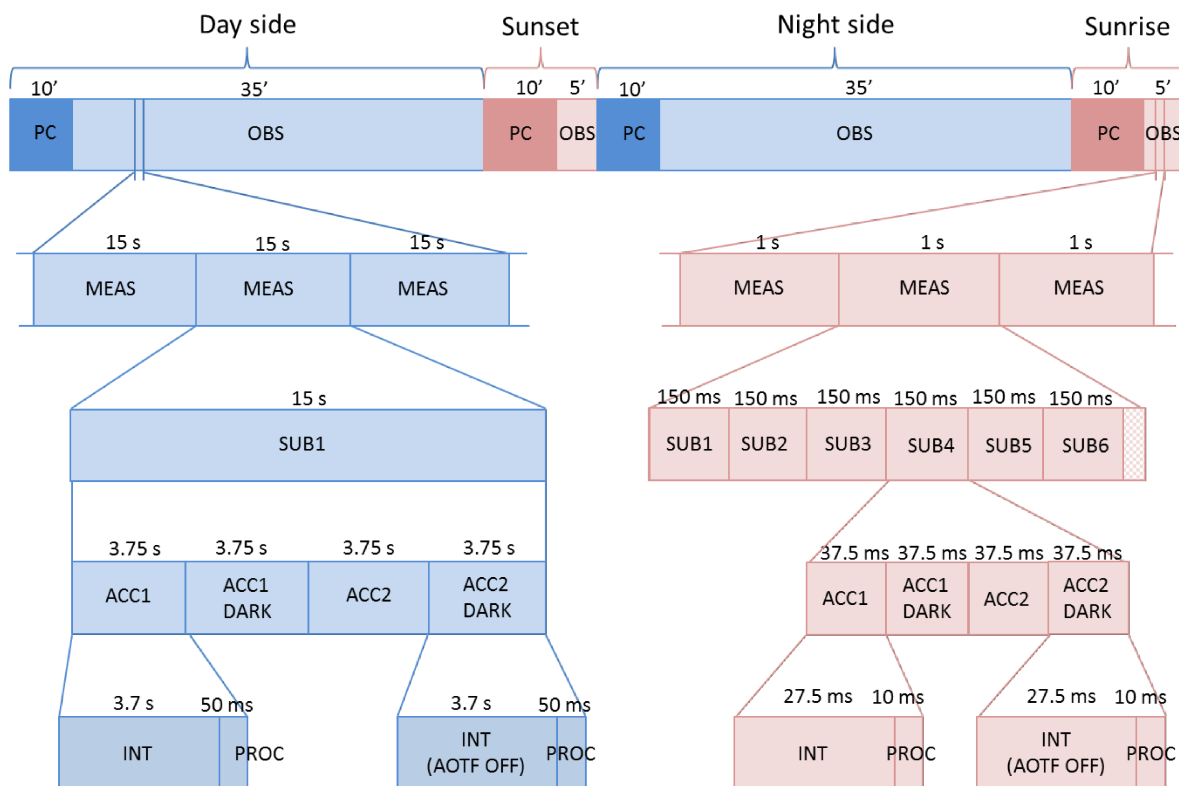 Day side Sunset Night side Sunrise
10’ 35’ 10’ 5’ 10’ 35’ 10’ 5’
PC OBS PC OBS PC OBS PC OBS
15 s 15 s 15 s
MEAS MEAS MEAS
1 s 1 s 1 s
MEAS MEAS MEAS
15 s
SUB1
150 ms 150 ms 150 ms 150 ms 150 ms 150 ms
SUB1 SUB2 SUB3 SUB4 SUB5 SUB6
3.75 s 3.75 s 3.75 s 3.75 s
ACC1 ACC1 ACC2 ACC2
DARK DARK
37.5 ms 37.5 ms 37.5 ms 37.5 ms
ACC1 ACC1 ACC2 ACC2
DARK DARK
3.7 s 50 ms 3.7 s 50 ms
INT PROC INT PROC
(AOTF OFF)
27.5 ms 10 ms 27.5 ms 10 ms
INT PROC INT PROC
(AOTF OFF)